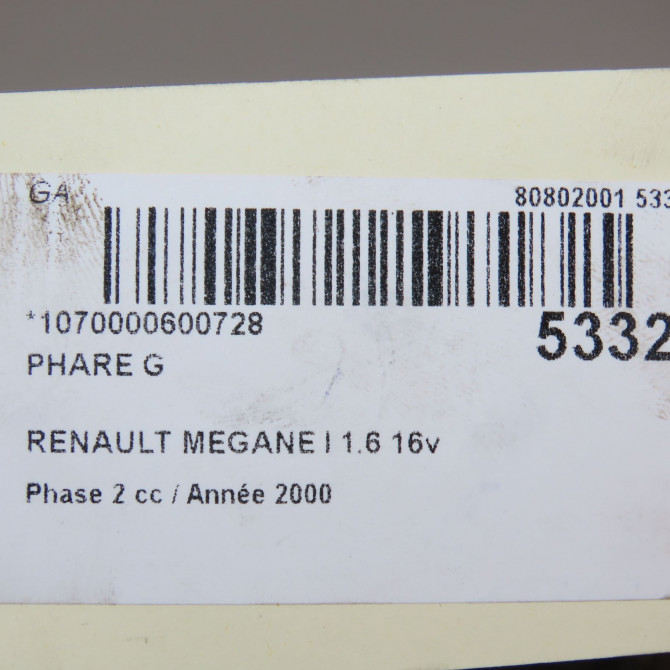 GA 80802001 533
*1070000600728
5332
PHARE G
RENAULT MEGANE I 1.6 16v
Phase 2 cc / Année 2000